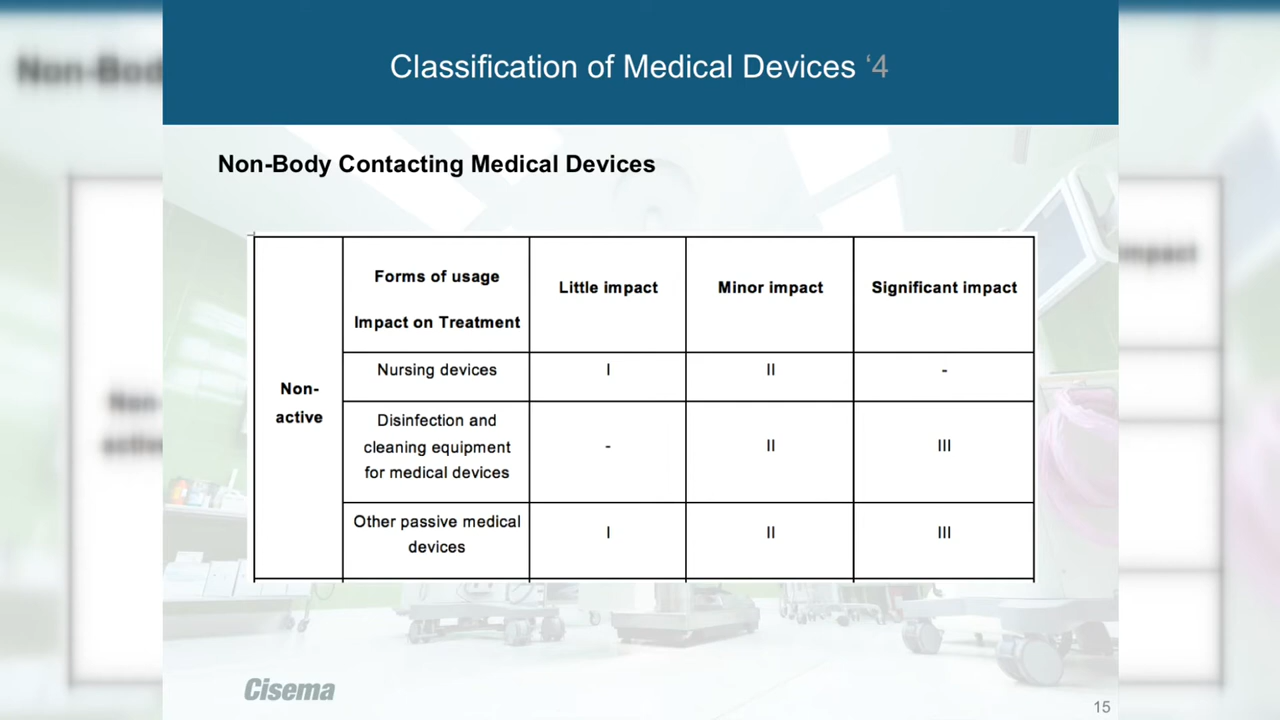 Classification of Medical Devices ‘4
Non-Body Contacting Medical Devices
Forms of usage
Impact on Treatment
Little impact
Minor impact
Significant impact
Non-
active
Nursing devices
I
II
-
Disinfection and
cleaning equipment
for medical devices
-
II
III
Other passive medical
devices
I
II
III
Cisema
15